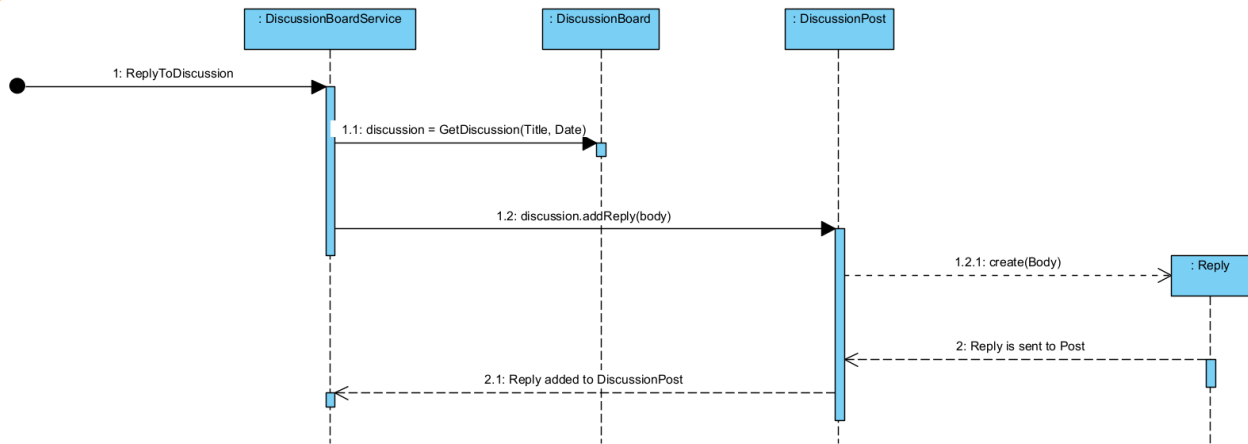 : DiscussionBoardService
: DiscussionBoard
: DiscussionPost
1: ReplyToDiscussion
1.1: discussion = GetDiscussion(Title, Date)
1.2: discussion.addReply(body)
1.2.1: create(Body)
: Reply
2: Reply is sent to Post
2.1: Reply added to DiscussionPost